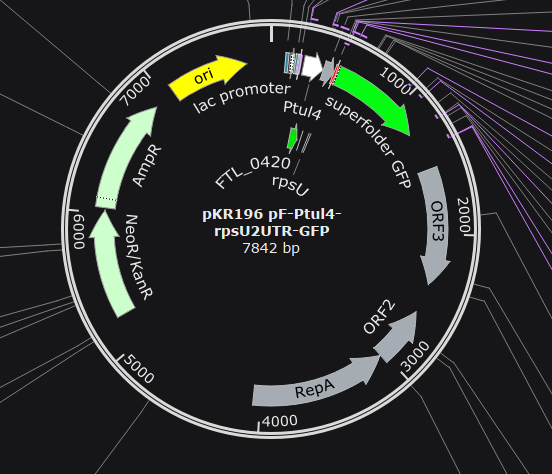 ori
lac promoter
Ptul4
superfolder GFP
1000
7000
AmpR
FTL_0420
rpsU
pKR196 pF-Ptul4-
rpsU2UTR-GFP
7842 bp
ORF3
2000
6000
NeoR/KanR
ORF2
3000
5000
RepA
4000